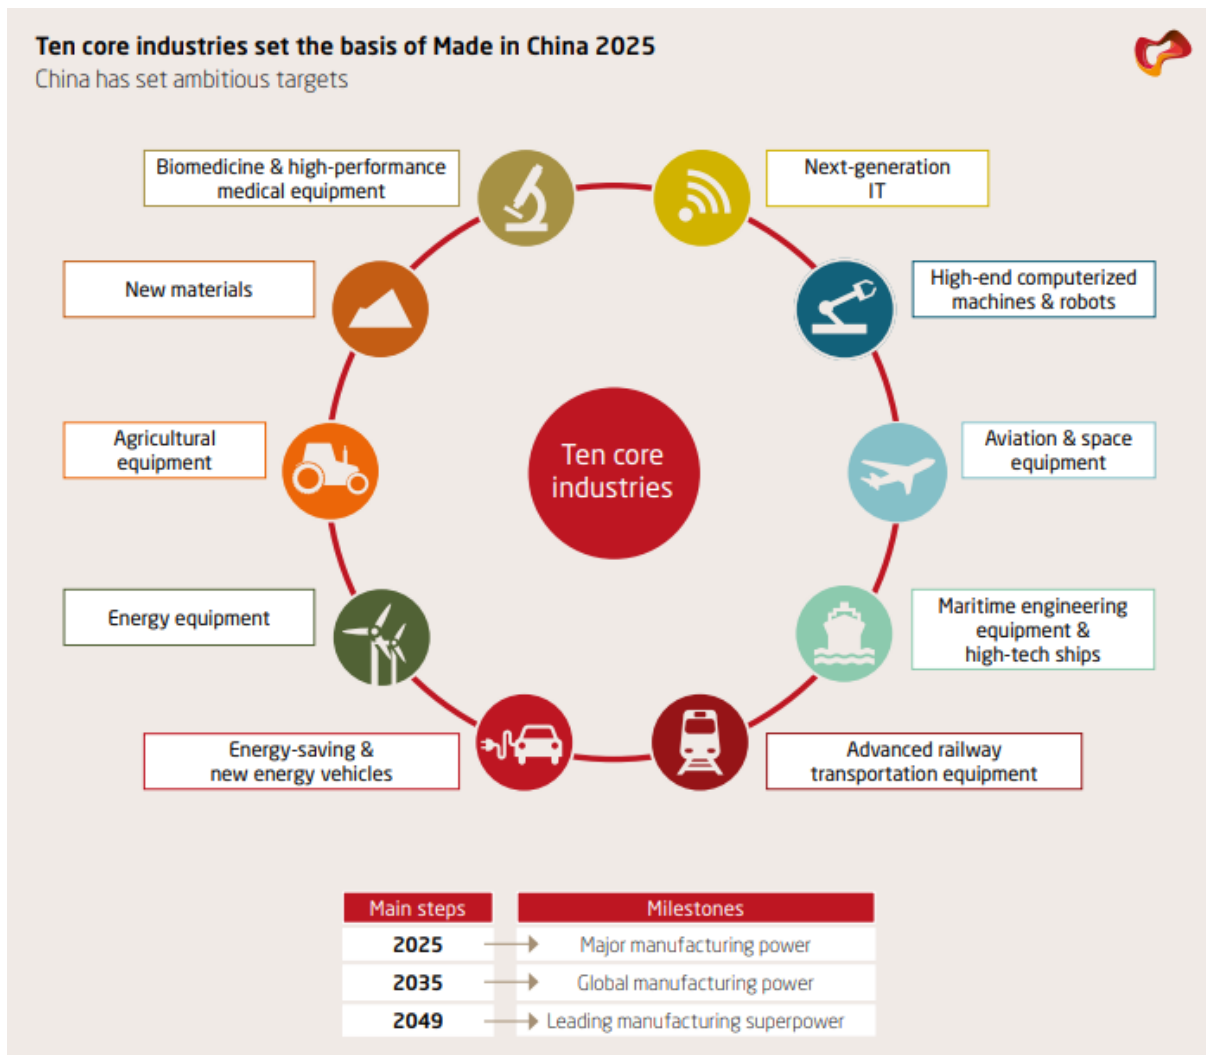 Ten core industries set the basis of Made in China 2025
China has set ambitious targets
Biomedicine & high-performance
medical equipment
Next-generation
IT
New materials
High-end computerized
machines & robots
Agricultural
equipment
Ten core
industries
Aviation & space
equipment
Energy equipment
Maritime engineering
equipment &
high-tech ships
Energy-saving &
new energy vehicles
Advanced railway
transportation equipment
Main steps
Milestones
2025
Major manufacturing power
2035
Global manufacturing power
2049
Leading manufacturing superpower